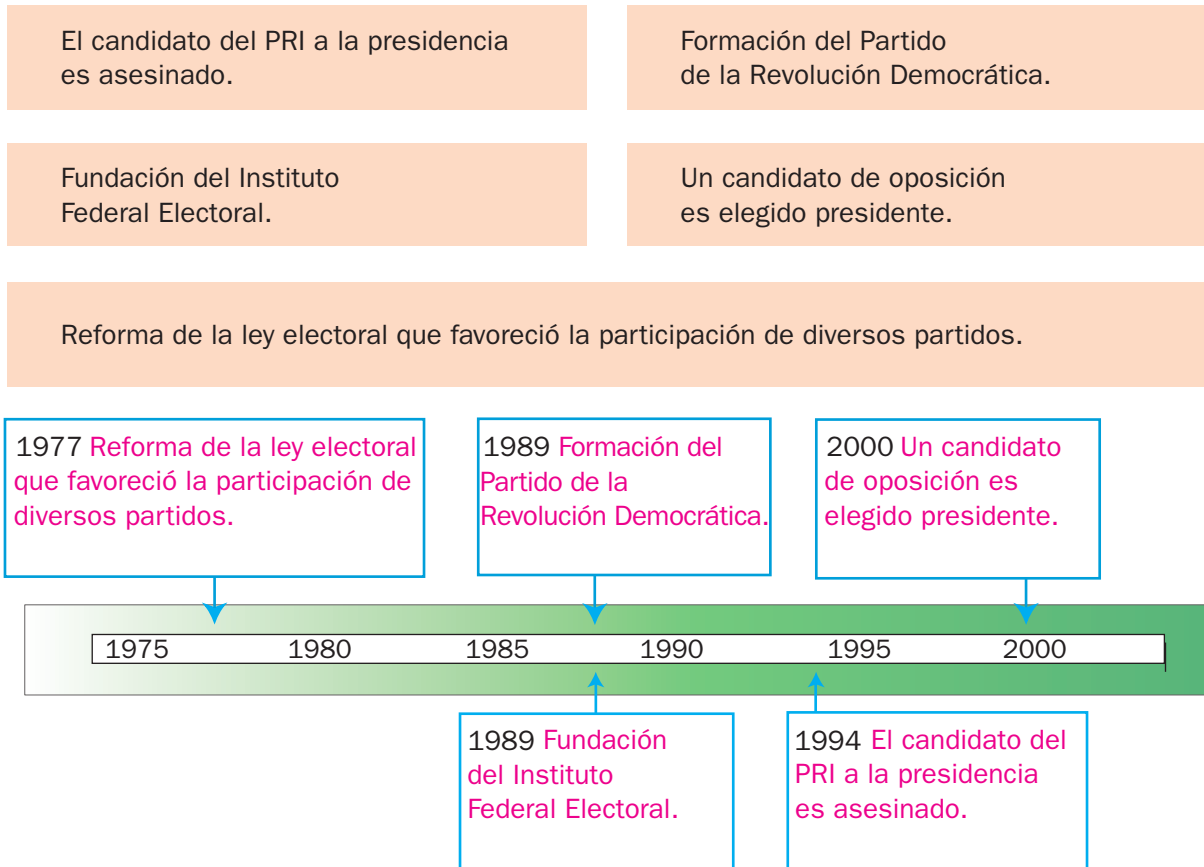 El candidato del PRI a la presidencia
es asesinado.
Formación del Partido
de la Revolución Democrática.
Fundación del Instituto
Federal Electoral.
Un candidato de oposición
es elegido presidente.
Reforma de la ley electoral que favoreció la participación de diversos partidos.
1977 Reforma de la ley electoral
que favoreció la participación de
diversos partidos.
1989 Formación del
Partido de la
Revolución Democrática.
2000 Un candidato
de oposición es
elegido presidente.
1975 1980 1985 1990 1995 2000
1989 Fundación
del Instituto
Federal Electoral.
1994 El candidato del
PRI a la presidencia
es asesinado.